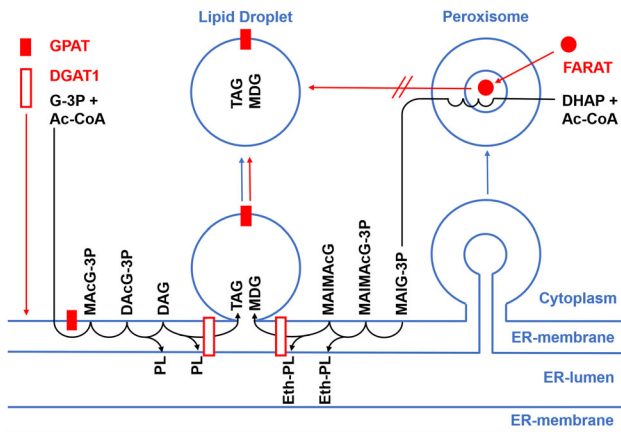 Lipid Droplet
Peroxisome
GPAT
DGAT1
G-3P +
Ac-CoA
TAG
MDG
FARAT
DHAP +
Ac-CoA
MAcG-3P
DAcG-3P
DAG
TAG
MDG
MAlMAcG
MAlMAcG-3P
MAlG-3P
Cytoplasm
ER-membrane
PL
PL
Eth-PL
Eth-PL
ER-lumen
ER-membrane